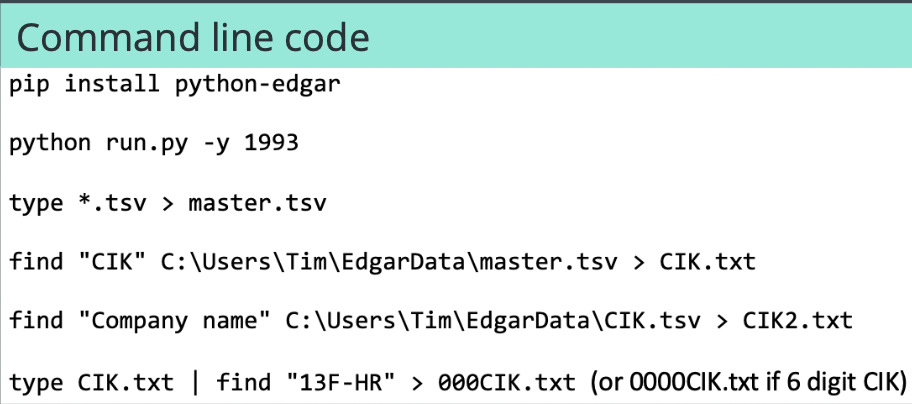 Command line code
pip install python-edgar
python run.py -y 1993
type *.tsv > master.tsv
find "CIK" C:\Users\Tim\EdgarData\master.tsv > CIK.txt
find "Company name" C:\Users\Tim\EdgarData\CIK.tsv > CIK2.txt
type CIK.txt | find "13F-HR" > 000CIK.txt (or 0000CIK.txt if 6 digit CIK)